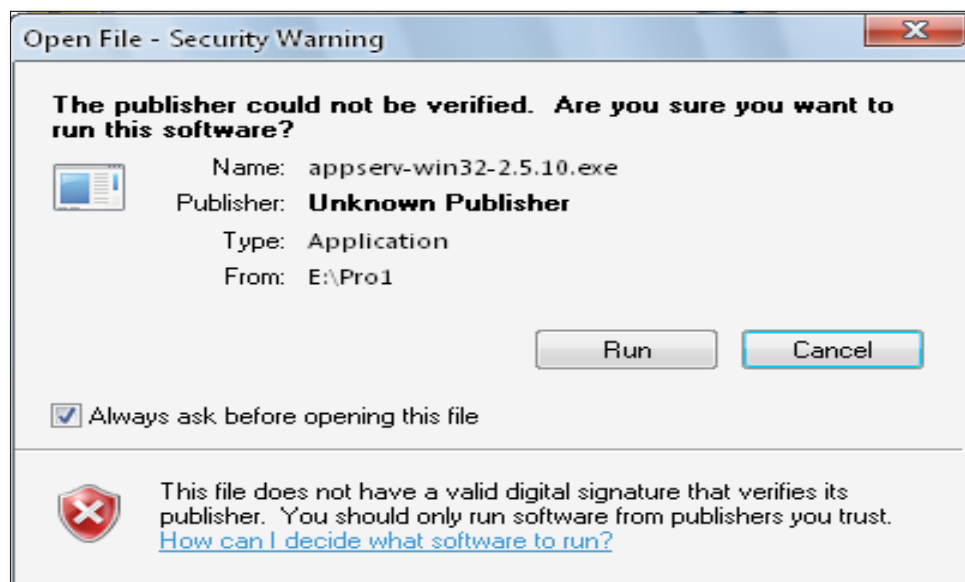 Open File - Security Warning
The publisher could not be verified. Are you sure you want to
run this software?
Name: appserv-win32-2.5.10.exe
Publisher: Unknown Publisher
Type: Application
From: E:\Pro1
Run Cancel
Always ask before opening this file
This file does not have a valid digital signature that verifies its
publisher. You should only run software from publishers you trust.
How can I decide what software to run?